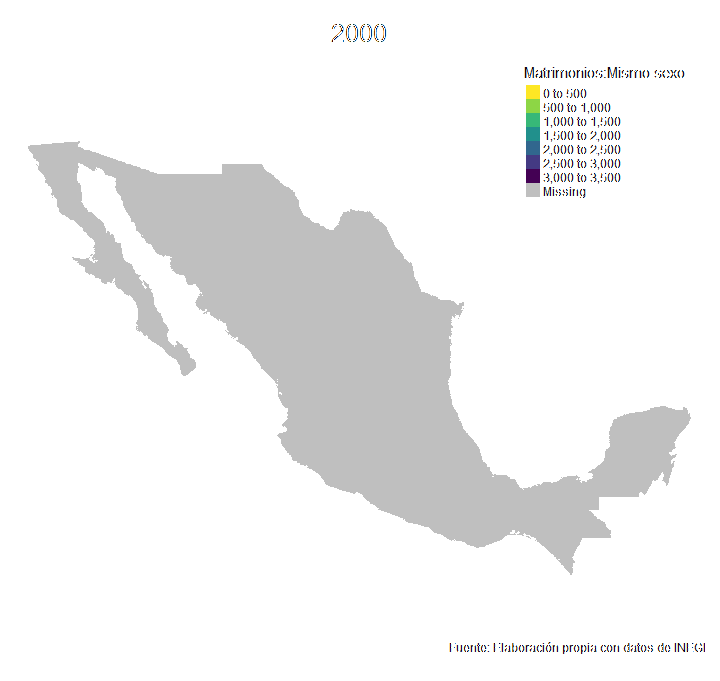 2000
Matrimonios:Mismo sexo
0 to 500
500 to 1,000
1,000 to 1,500
1,500 to 2,000
2,000 to 2,500
2,500 to 3,000
3,000 to 3,500
Missing
Fuente: Elaboración propia con datos de INEGI